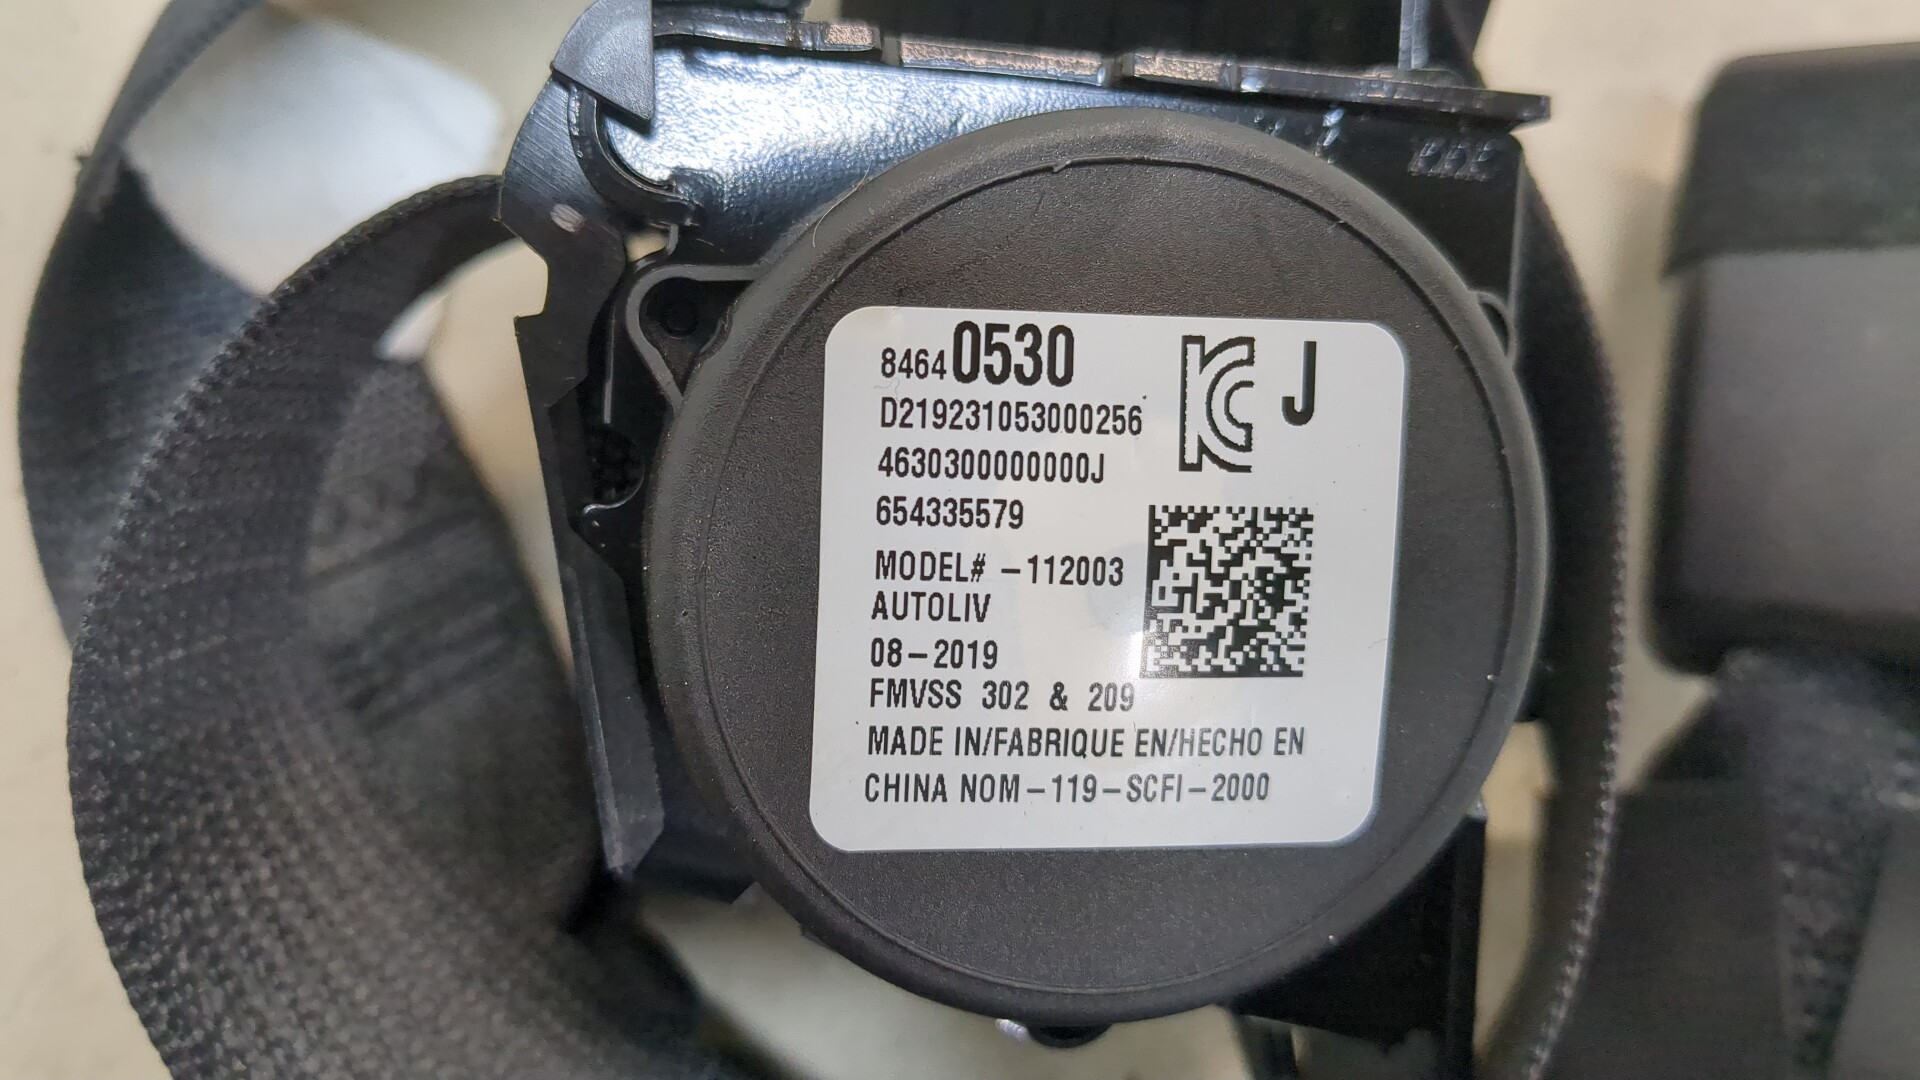 84640530
D219231053000256
4630300000000J
654335579
KC J
MODEL# -112003
AUTOLIV
08-2019
FMVSS 302 & 209
MADE IN/FABRIQUE EN/HECHO EN
CHINA NOM-119-SCFI-2000